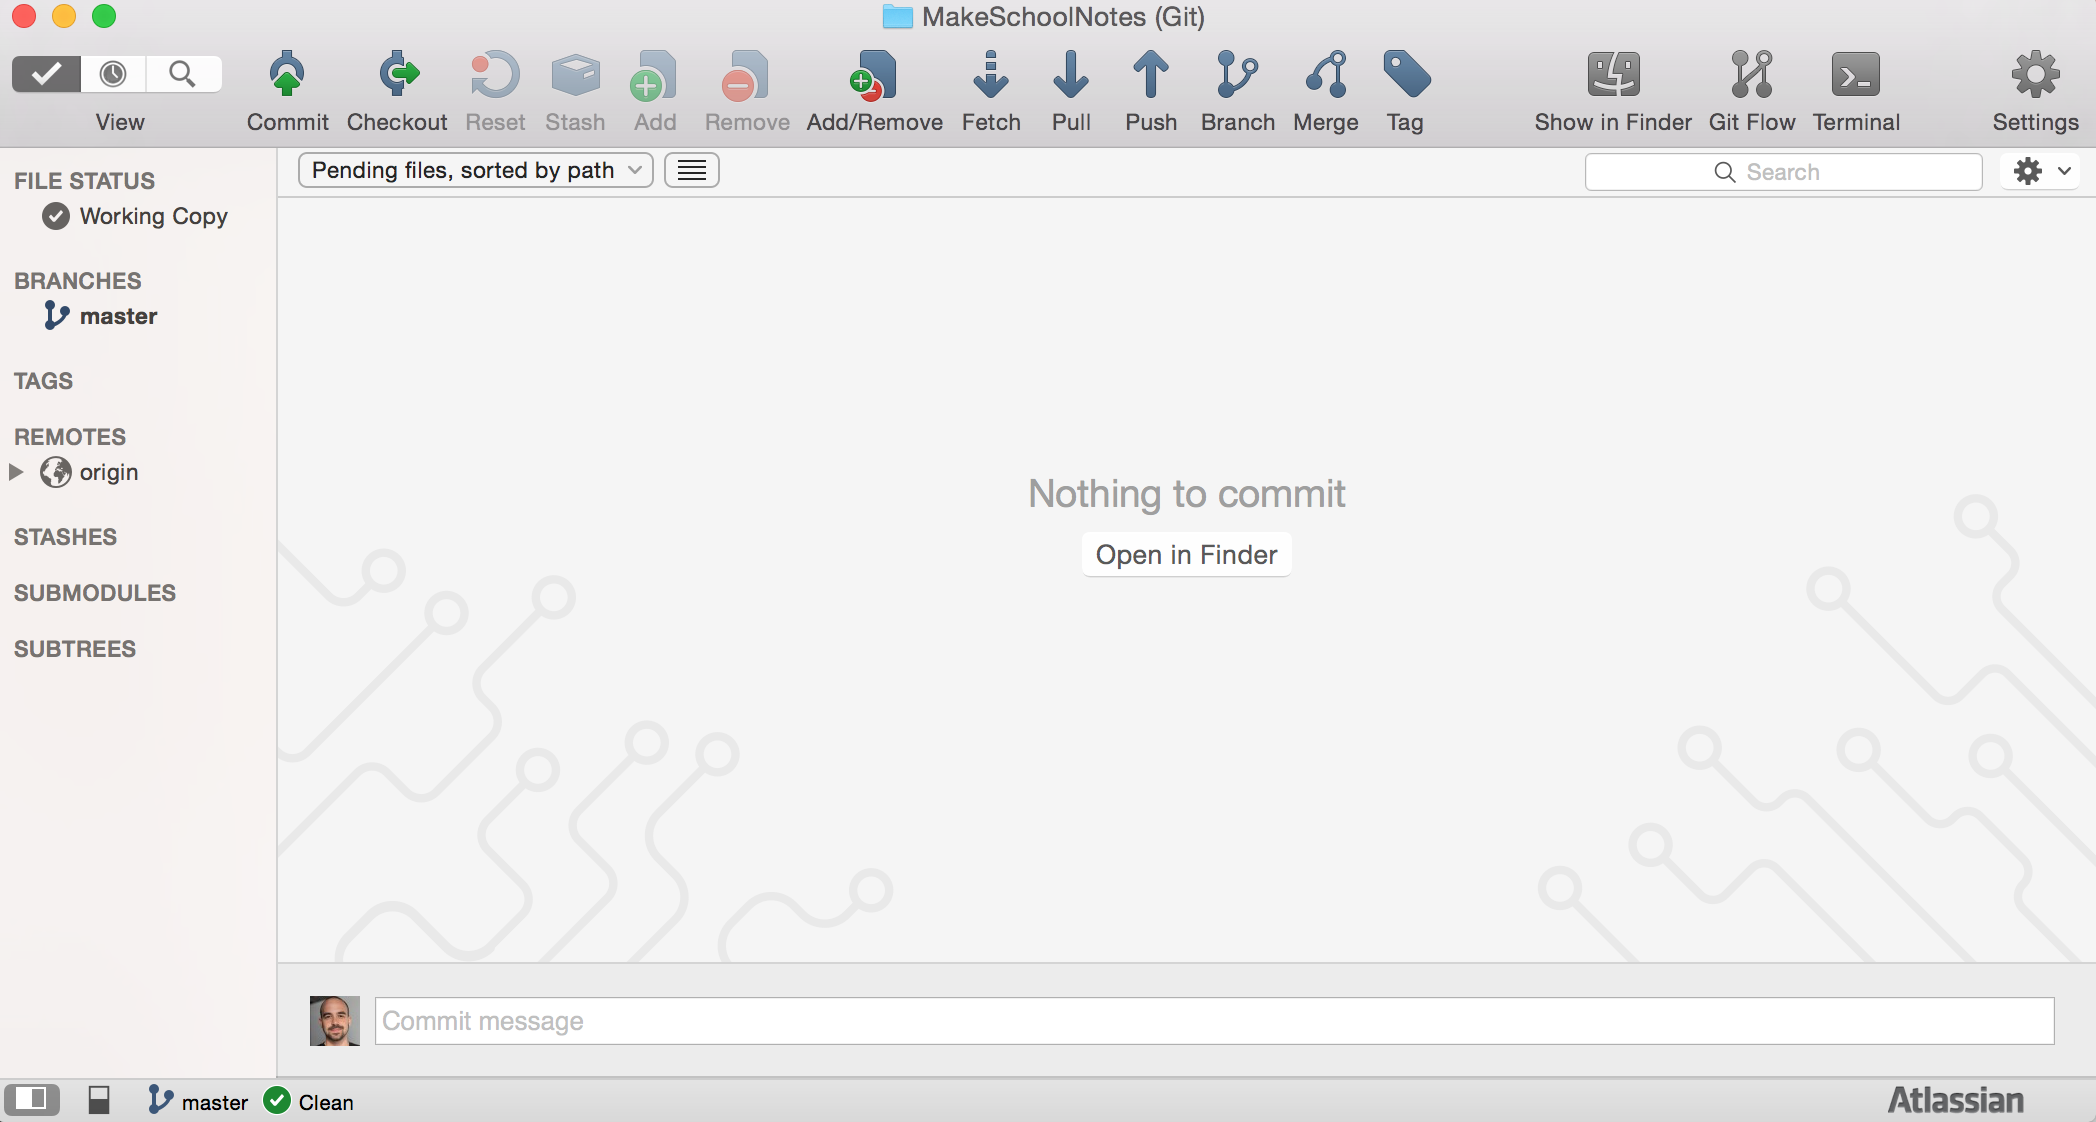 MakeSchoolNotes (Git)
View
Commit
Checkout
Reset
Stash
Add
Remove
Add/Remove
Fetch
Pull
Push
Branch
Merge
Tag
Show in Finder
Git Flow
Terminal
Settings
Pending files, sorted by path
Search
FILE STATUS
Working Copy
BRANCHES
master
TAGS
REMOTES
origin
STASHES
SUBMODULES
SUBTREES
Nothing to commit
Open in Finder
Commit message
master
Clean
Atlassian